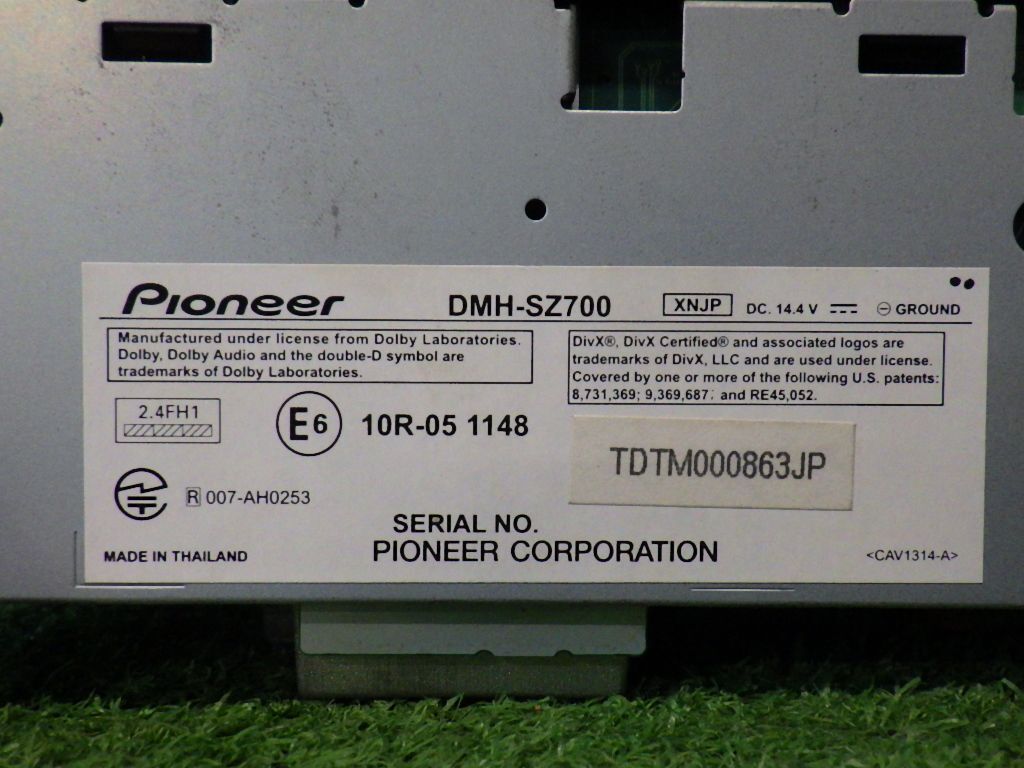 Pioneer DMH-SZ700 XNJP DC. 14.4 V ⎓ ⊖ GROUND
Manufactured under license from Dolby Laboratories.
Dolby, Dolby Audio and the double-D symbol are
trademarks of Dolby Laboratories.
DivX®, DivX Certified® and associated logos are
trademarks of DivX, LLC and are used under license.
Covered by one or more of the following U.S. patents:
8,731,369; 9,369,687; and RE45,052.
2.4FH1
E6 10R-05 1148
TDTM000863JP
R 007-AH0253
SERIAL NO.
MADE IN THAILAND PIONEER CORPORATION <CAV1314-A>